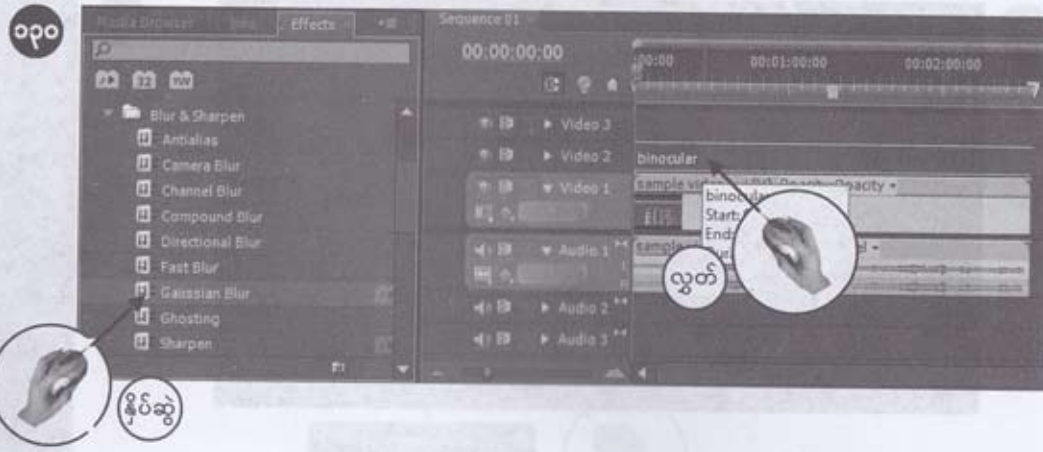 ၁၃၁
Media Browser Info Effects
Blur & Sharpen
Antialias
Camera Blur
Channel Blur
Compound Blur
Directional Blur
Fast Blur
Gaussian Blur
Ghosting
Sharpen
နှိပ်ဆွဲ
Sequence 01
00:00:00:00
:00:00 00:01:00:00 00:02:00:00
Video 3
Video 2
binocular
Video 1
sample Opacity:Opacity
Start:
End:
Audio 1
Audio 2
Audio 3
လွှတ်